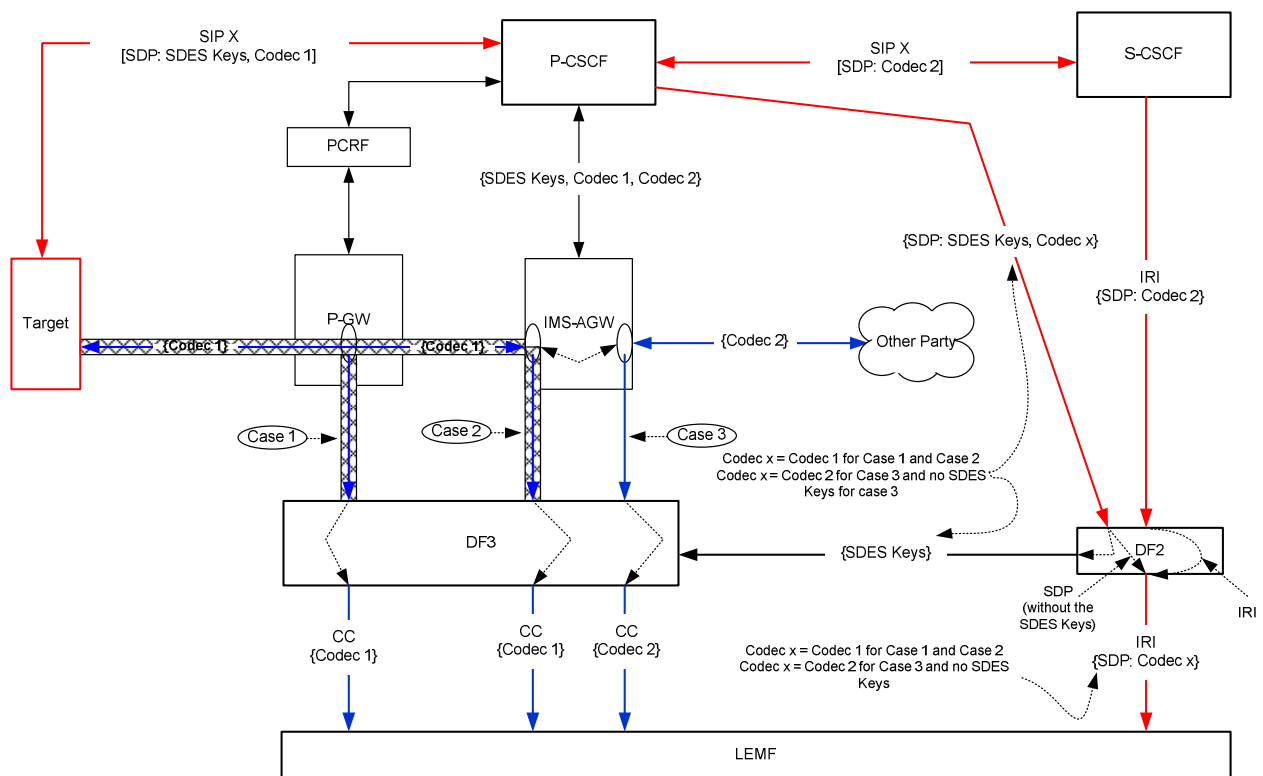 SIP X
[SDP: SDES Keys, Codec 1]
P-CSCF
SIP X
[SDP: Codec 2]
S-CSCF
PCRF
{SDES Keys, Codec 1, Codec 2}
{SDP: SDES Keys, Codec x}
IRI
{SDP: Codec 2}
Target
P-GW
IMS-AGW
{Codec 1}
{Codec 1}
{Codec 2}
Other Party
Case 1
Case 2
Case 3
Codec x = Codec 1 for Case 1 and Case 2
Codec x = Codec 2 for Case 3 and no SDES
Keys for case 3
DF3
{SDES Keys}
DF2
SDP
(without the
SDES Keys)
IRI
CC
{Codec 1}
CC
{Codec 1}
CC
{Codec 2}
Codec x = Codec 1 for Case 1 and Case 2
Codec x = Codec 2 for Case 3 and no SDES
Keys
IRI
{SDP: Codec x}
LEMF